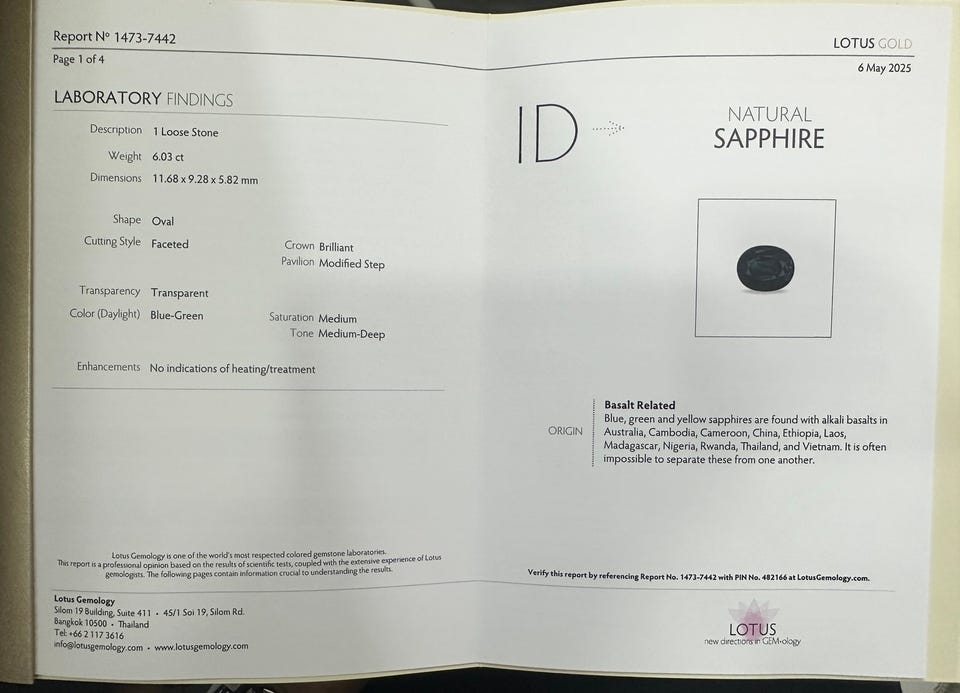 Report Nº 1473-7442
Page 1 of 4
LABORATORY FINDINGS
Description 1 Loose Stone
Weight 6.03 ct
Dimensions 11.68 x 9.28 x 5.82 mm
Shape Oval
Cutting Style Faceted
Crown Brilliant
Pavilion Modified Step
Transparency Transparent
Color (Daylight) Blue-Green
Saturation Medium
Tone Medium-Deep
Enhancements No indications of heating/treatment
Lotus Gemology is one of the world's most respected colored gemstone laboratories.
This report is a professional opinion based on the results of scientific tests, coupled with the extensive experience of Lotus
gemologists. The following pages contain information crucial to understanding the results.
Lotus Gemology
Silom 19 Building, Suite 411 • 45/1 Soi 19, Silom Rd.
Bangkok 10500 • Thailand
Tel: +66 2 117 3616
info@lotusgemology.com • www.lotusgemology.com
LOTUS GOLD
6 May 2025
ID
NATURAL
SAPPHIRE
ORIGIN
Basalt Related
Blue, green and yellow sapphires are found with alkali basalts in
Australia, Cambodia, Cameroon, China, Ethiopia, Laos,
Madagascar, Nigeria, Rwanda, Thailand, and Vietnam. It is often
impossible to separate these from one another.
Verify this report by referencing Report No. 1473-7442 with PIN No. 482166 at LotusGemology.com.
LOTUS
new directions in GEM•ology